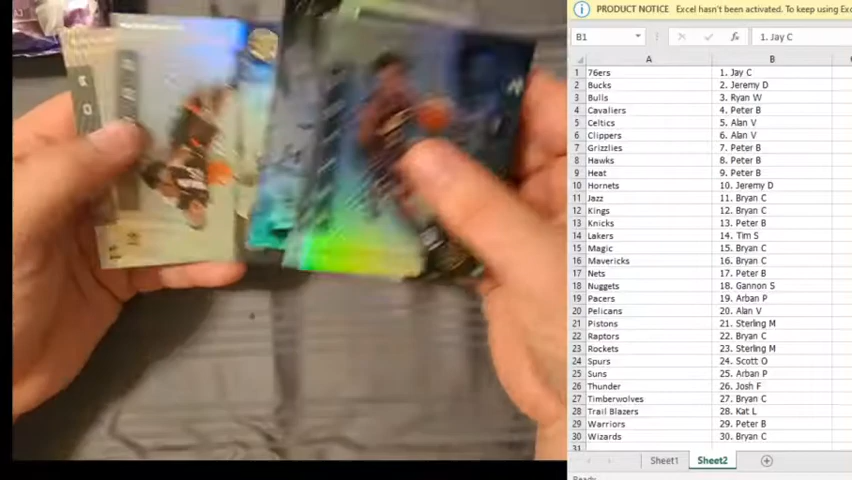 PRODUCT NOTICE Excel hasn't been activated. To keep using Exc
B1 fx 1. Jay C
A B
1 76ers 1. Jay C
2 Bucks 2. Jeremy D
3 Bulls 3. Ryan W
4 Cavaliers 4. Peter B
5 Celtics 5. Alan V
6 Clippers 6. Alan V
7 Grizzlies 7. Peter B
8 Hawks 8. Peter B
9 Heat 9. Peter B
10 Hornets 10. Jeremy D
11 Jazz 11. Bryan C
12 Kings 12. Bryan C
13 Knicks 13. Peter B
14 Lakers 14. Tim S
15 Magic 15. Bryan C
16 Mavericks 16. Bryan C
17 Nets 17. Peter B
18 Nuggets 18. Gannon S
19 Pacers 19. Arban P
20 Pelicans 20. Alan V
21 Pistons 21. Sterling M
22 Raptors 22. Bryan C
23 Rockets 23. Sterling M
24 Spurs 24. Scott O
25 Suns 25. Arban P
26 Thunder 26. Josh F
27 Timberwolves 27. Bryan C
28 Trail Blazers 28. Kat L
29 Warriors 29. Peter B
30 Wizards 30. Bryan C
31
Sheet1 Sheet2
Ready